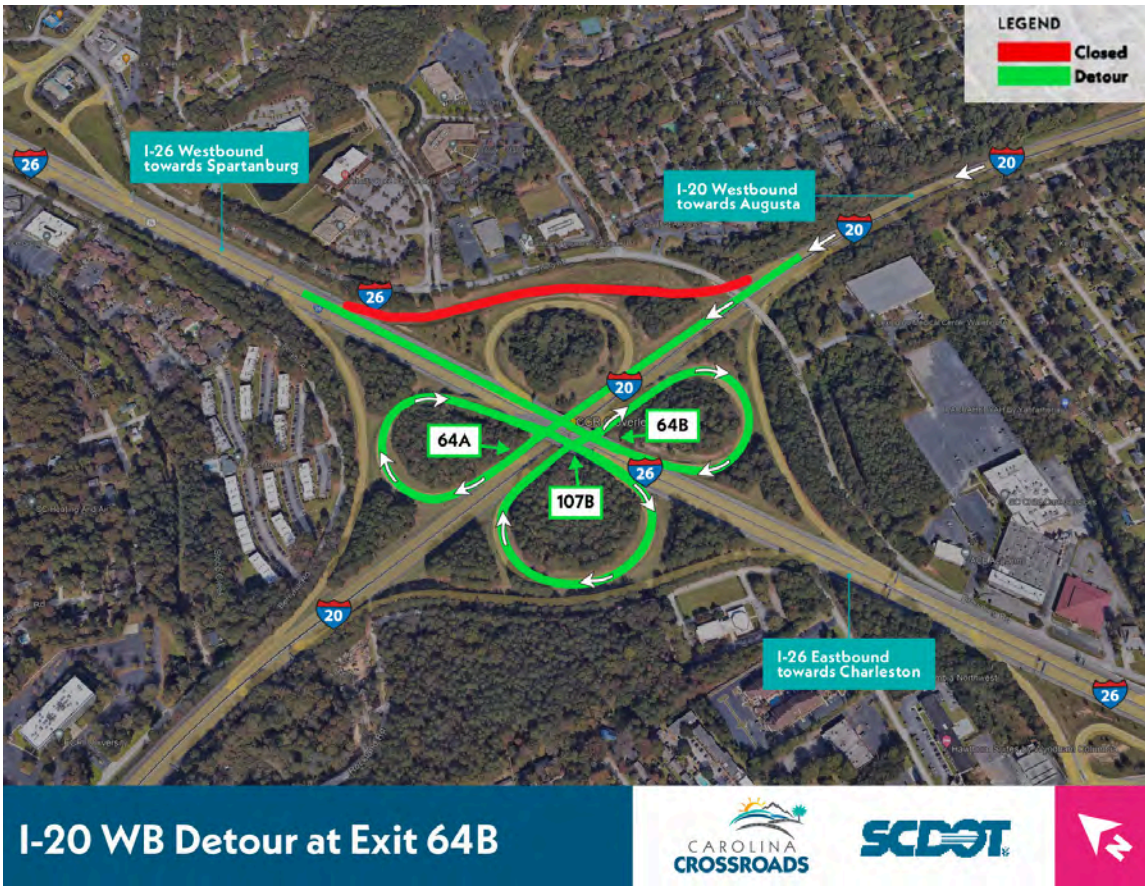 LEGEND
Closed
Detour
I-26 Westbound
towards Spartanburg
26
I-20 Westbound
towards Augusta
20
20
26
20
64A
64B
26
107B
20
I-26 Eastbound
towards Charleston
26
I-20 WB Detour at Exit 64B
CAROLINA
CROSSROADS
SCDOT
N